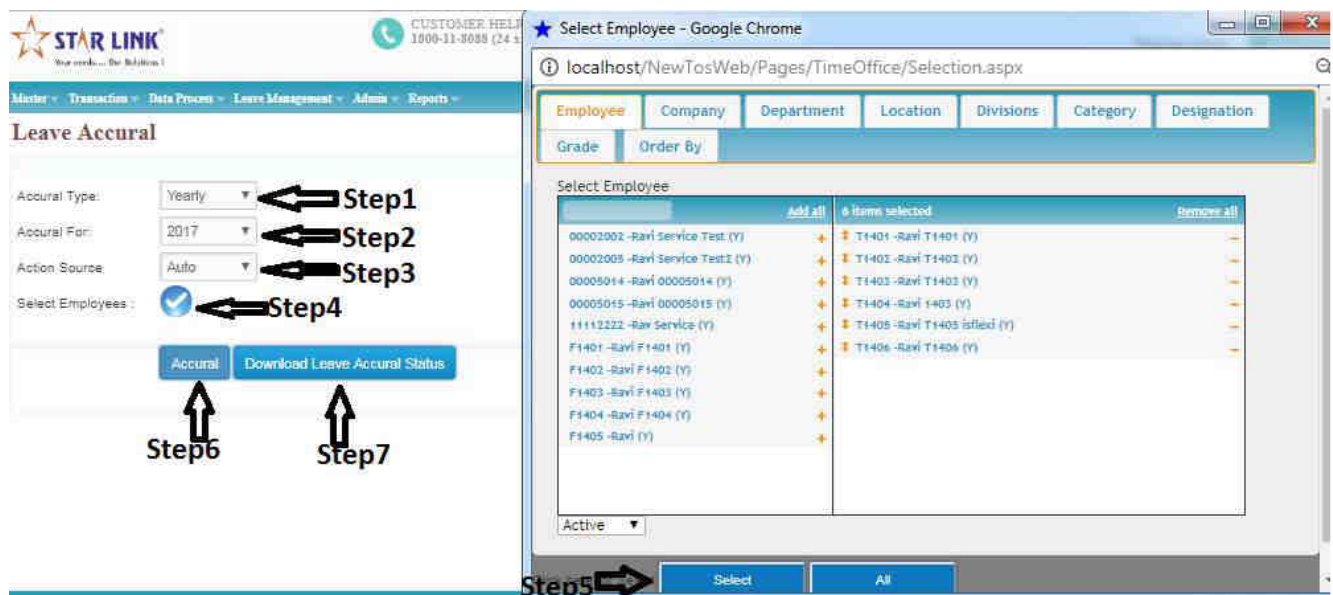 STAR LINK®
Your needs.... Our Solutions !
CUSTOMER HELP
1800-11-8088 (24 x
Master Transaction Data Process Leave Management Admin Reports
Leave Accural
Accural Type: Yearly Step1
Accural For: 2017 Step2
Action Source Auto Step3
Select Employees : Step4
Accural Download Leave Accural Status
Step6 Step7
Select Employee - Google Chrome
localhost/NewTosWeb/Pages/TimeOffice/Selection.aspx
Employee Company Department Location Divisions Category Designation
Grade Order By
Select Employee
Add all 6 items selected Remove all
00002002 -Ravi Service Test (Y) + T1401 -Ravi T1401 (Y) -
00002005 -Ravi Service Test2 (Y) + T1402 -Ravi T1402 (Y) -
00005014 -Ravi 00005014 (Y) + T1403 -Ravi T1403 (Y) -
00005015 -Ravi 00005015 (Y) + T1404 -Ravi 1403 (Y) -
11112222 -Rav Service (Y) + T1405 -Ravi T1405 isflexi (Y) -
F1401 -Ravi F1401 (Y) + T1406 -Ravi T1406 (Y) -
F1402 -Ravi F1402 (Y) +
F1403 -Ravi F1403 (Y) +
F1404 -Ravi F1404 (Y) +
F1405 -Ravi (Y) +
Active
Step5 Select All